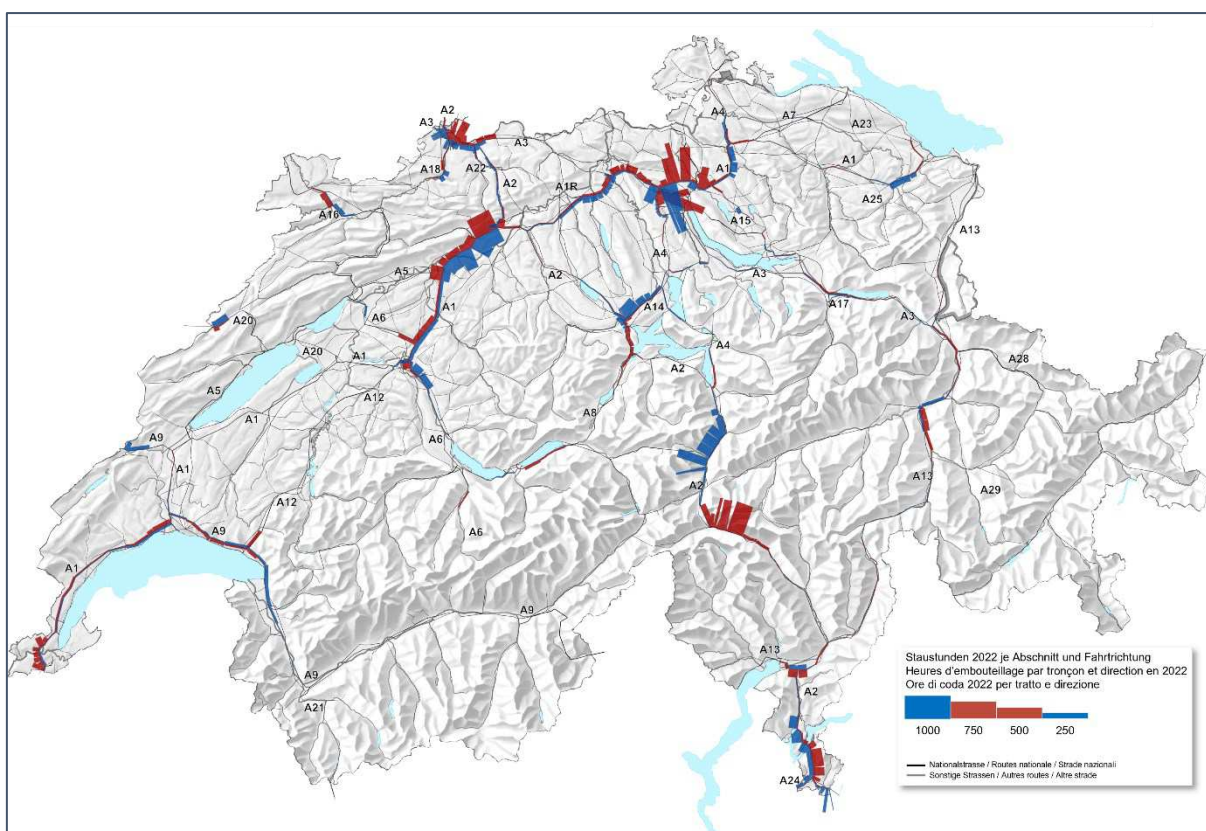 A2
A3
A3
A4
A7
A23
A18
A22
A2
A1R
A1
A1
A25
A16
A15
A13
A5
A4
A3
A2
A1
A14
A17
A6
A20
A1
A20
A4
A3
A2
A28
A5
A12
A1
A8
A9
A6
A1
A13
A2
A29
A12
A9
A6
A1
A9
A13
A9
A21
A2
A24
Staustunden 2022 je Abschnitt und Fahrtrichtung
Heures d'embouteillage par tronçon et direction en 2022
Ore di coda 2022 per tratto e direzione
1000 750 500 250
Nationalstrasse / Routes nationale / Strade nazionali
Sonstige Strassen / Autres routes / Altre strade